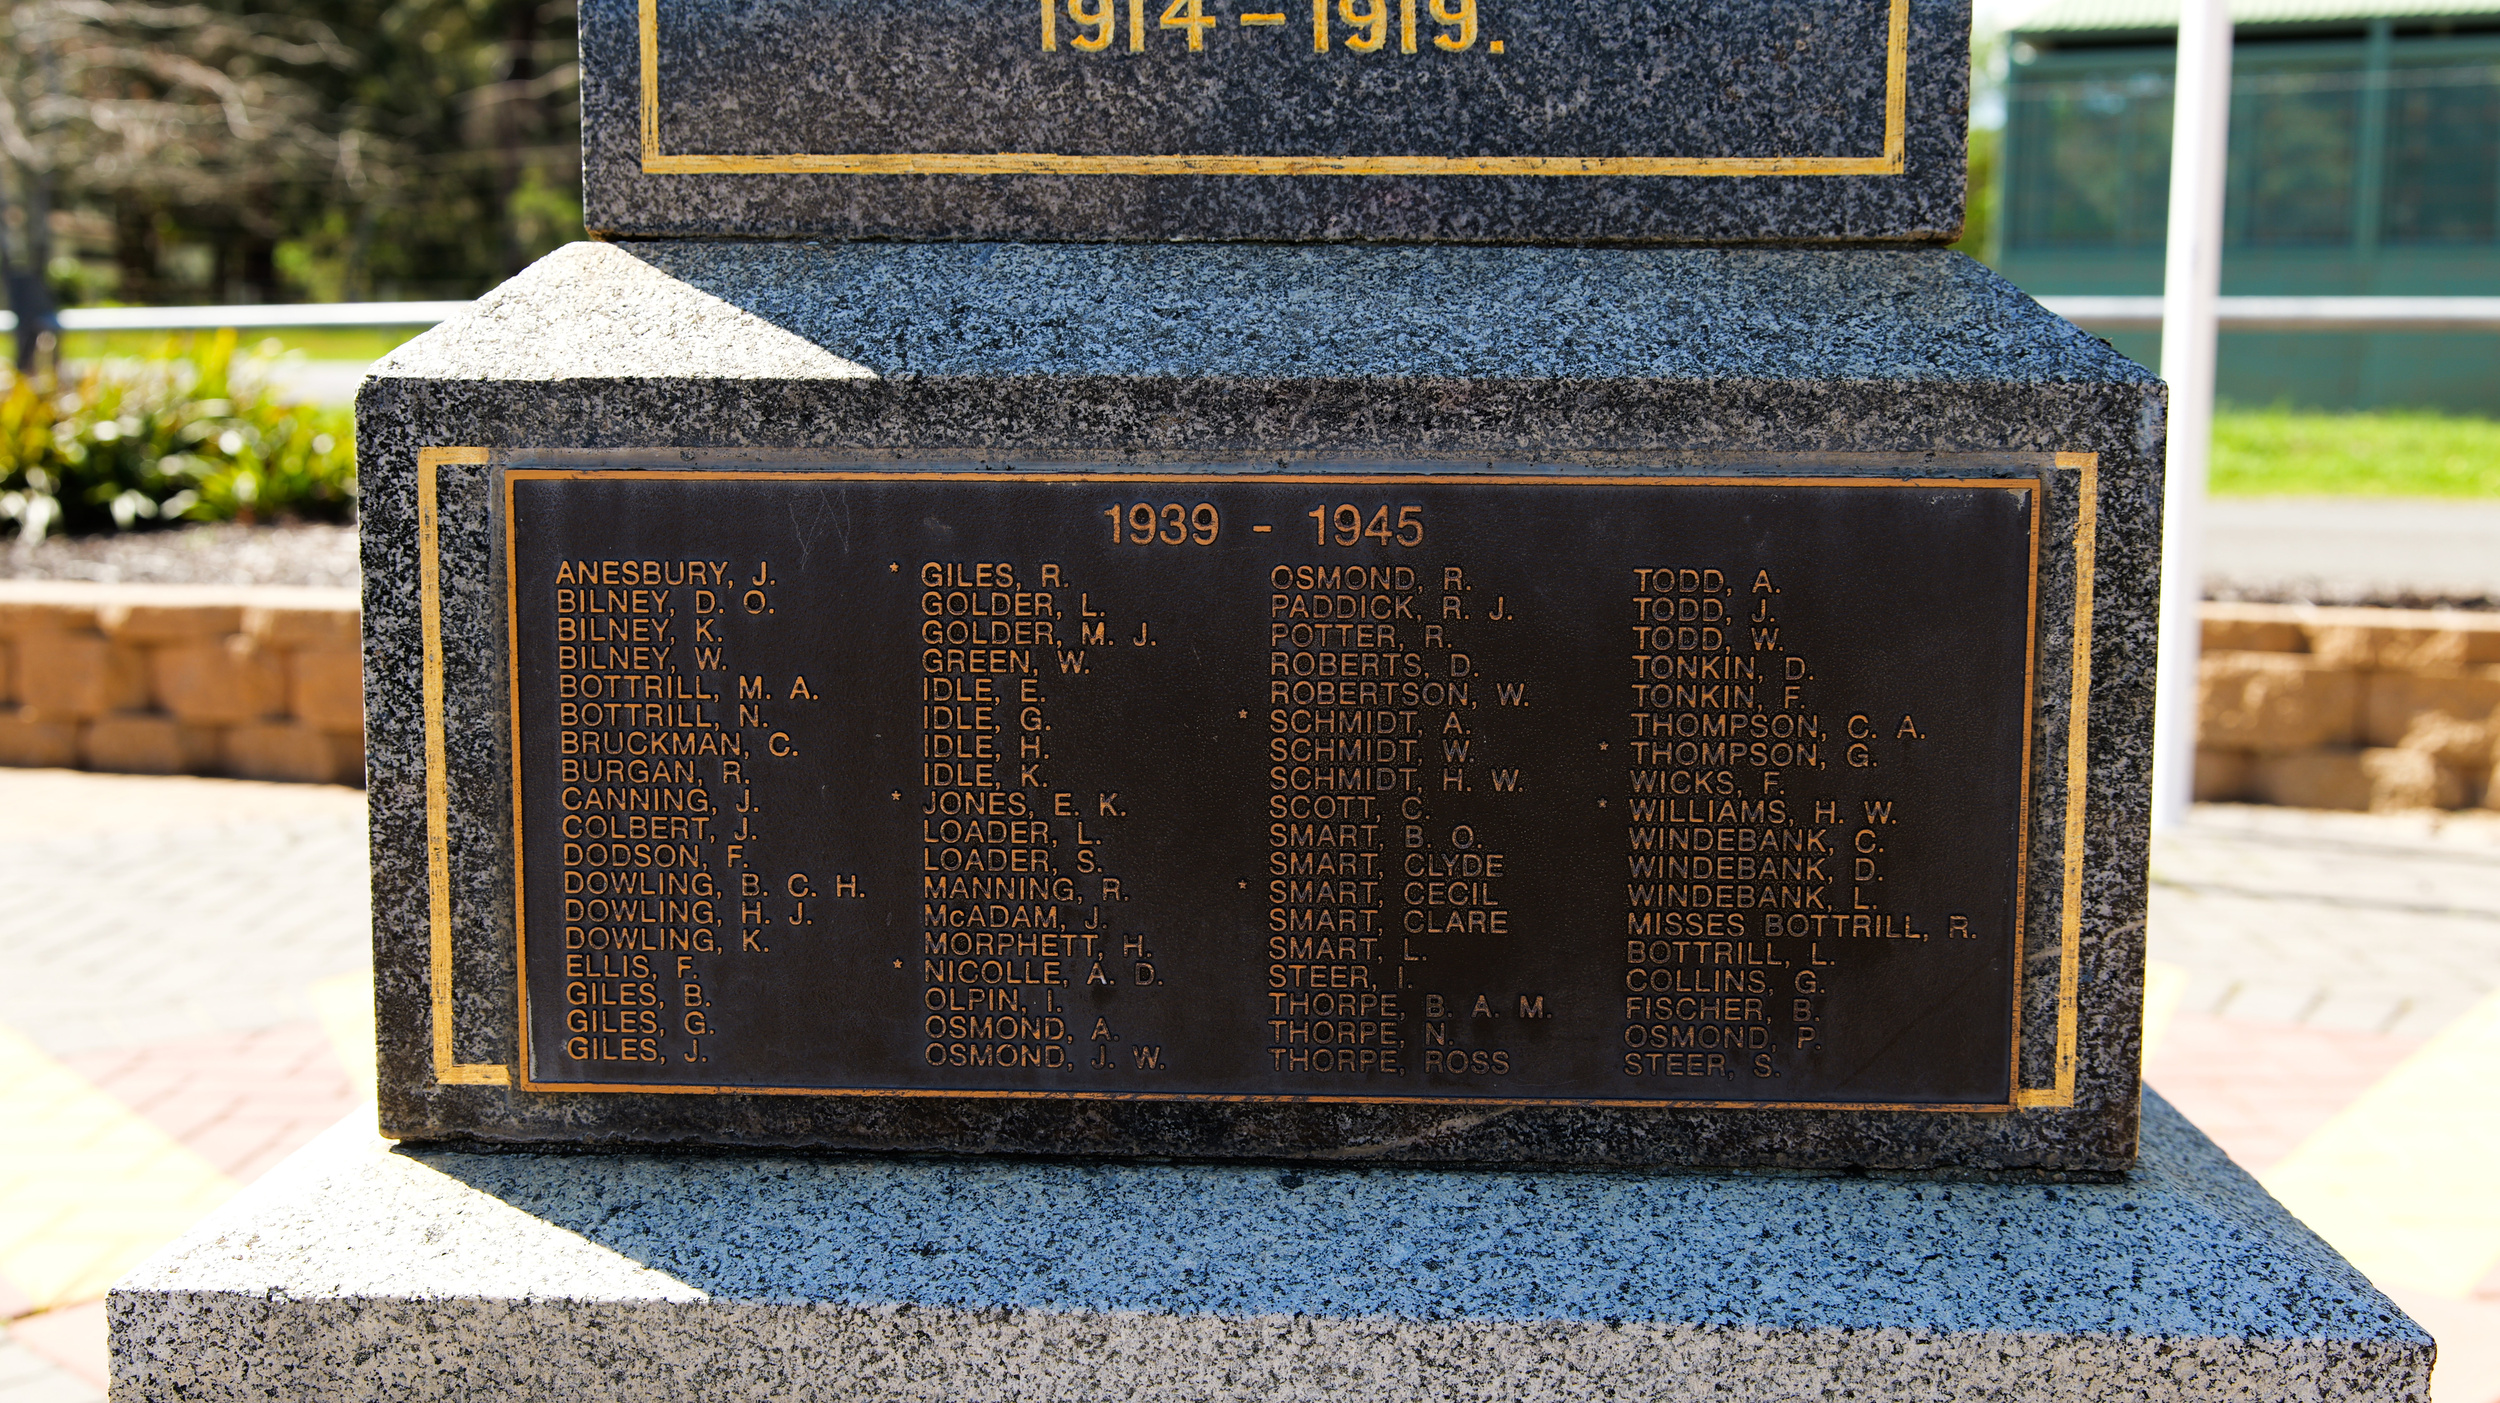 1914-1919.
1939 - 1945
ANESBURY, J.
BILNEY, D. O.
BILNEY, K.
BILNEY, W.
BOTTRILL, M. A.
BOTTRILL, N.
BRUCKMAN, C.
BURGAN, R.
CANNING, J.
COLBERT, J.
DODSON, F.
DOWLING, B. C. H.
DOWLING, H. J.
DOWLING, K.
ELLIS, F.
GILES, B.
GILES, G.
GILES, J.
* GILES, R.
GOLDER, L.
GOLDER, M. J.
GREEN, W.
IDLE, E.
IDLE, G.
IDLE, H.
IDLE, K.
* JONES, E. K.
LOADER, L.
LOADER, S.
MANNING, R.
McADAM, J.
MORPHETT, H.
* NICOLLE, A. D.
OLPIN, I.
OSMOND, A.
OSMOND, J. W.
OSMOND, R.
PADDICK, R. J.
POTTER, R.
ROBERTS, D.
ROBERTSON, W.
* SCHMIDT, A.
SCHMIDT, W.
SCHMIDT, H. W.
SCOTT, C.
SMART, B. O.
SMART, CLYDE
* SMART, CECIL
SMART, CLARE
SMART, L.
STEER, I.
THORPE, B. A. M.
THORPE, N.
THORPE, ROSS
TODD, A.
TODD, J.
TODD, W.
TONKIN, D.
TONKIN, F.
THOMPSON, C. A.
* THOMPSON, G.
WICKS, F.
* WILLIAMS, H. W.
WINDEBANK, C.
WINDEBANK, D.
WINDEBANK, L.
MISSES BOTTRILL, R.
BOTTRILL, L.
COLLINS, G.
FISCHER, B.
OSMOND, P.
STEER, S.